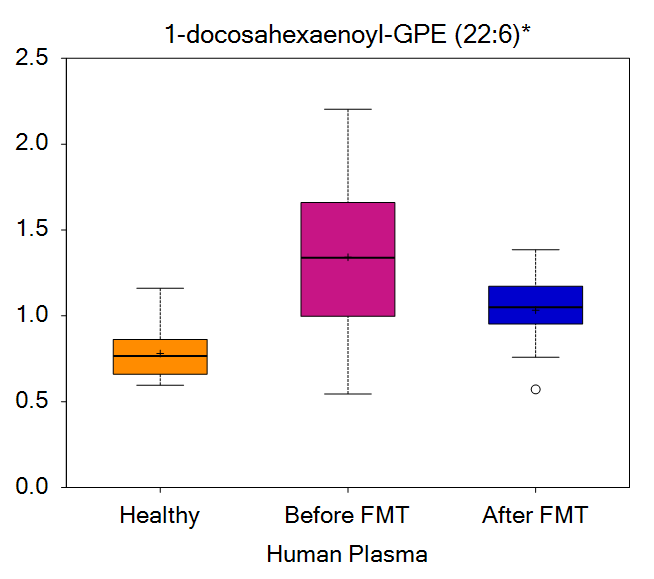 1-docosahexaenoyl-GPE (22:6)*
2.5
2.0
1.5
1.0
0.5
0.0
Healthy Before FMT After FMT
Human Plasma